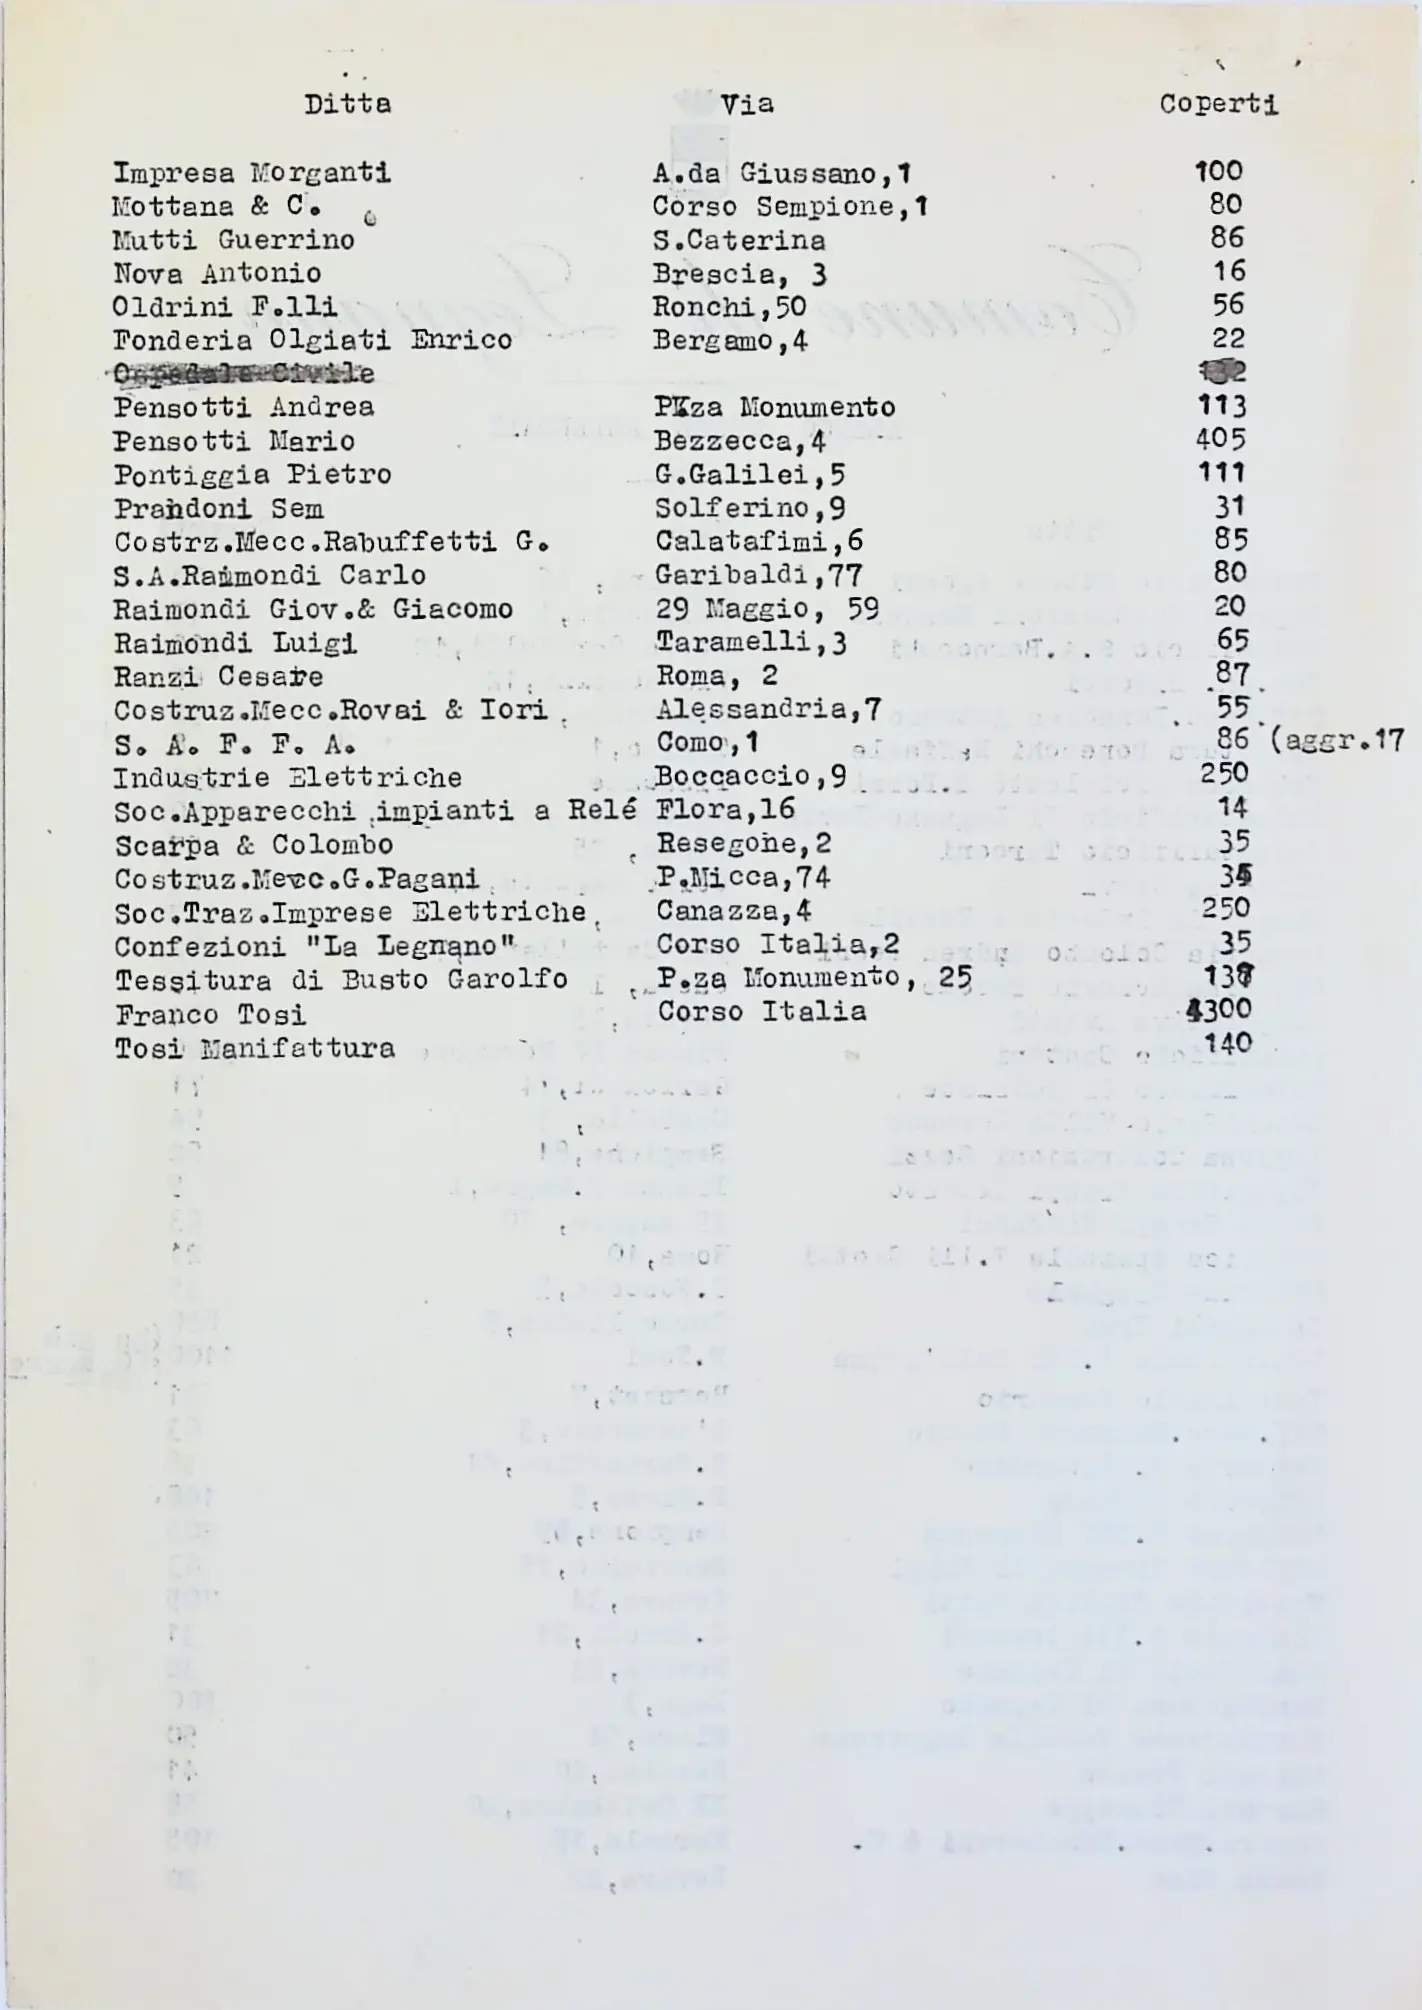 Ditta Via Coperti
Impresa Morganti A.da Giussano,1 100
Mottana & C. Corso Sempione,1 80
Mutti Guerrino S.Caterina 86
Nova Antonio Brescia, 3 16
Oldrini F.lli Ronchi,50 56
Fonderia Olgiati Enrico Bergamo,4 22
Ospedale Civile
Pensotti Andrea Monumento 113
Pensotti Mario Bezzecca,4 405
Pontiggia Pietro G.Galilei,5 111
Prandoni Sem Solferino,9 31
Costrz.Mecc.Rabuffetti G. Calatafimi,6 85
S.A.Raimondi Carlo Garibaldi,77 80
Raimondi Giov.& Giacomo 29 Maggio, 59 20
Raimondi Luigi Taramelli,3 65
Ranzi Cesare Roma, 2 87
Costruz.Mecc.Rovai & Iori Alessandria,7 55
S. A. F. F. A. Como,1 86 (aggr.17
Industrie Elettriche Boccaccio,9 250
Soc.Apparecchi impianti a Relé Flora,16 14
Scarpa & Colombo Resegone,2 35
Costruz.Mecc.G.Pagani P.Micca,74
Soc.Traz.Imprese Elettriche Canazza,4 250
Confezioni "La Legnano" Corso Italia,2 35
Tessitura di Busto Garolfo P.za Monumento, 25
Franco Tosi Corso Italia 4300
Tosi Manifattura 140